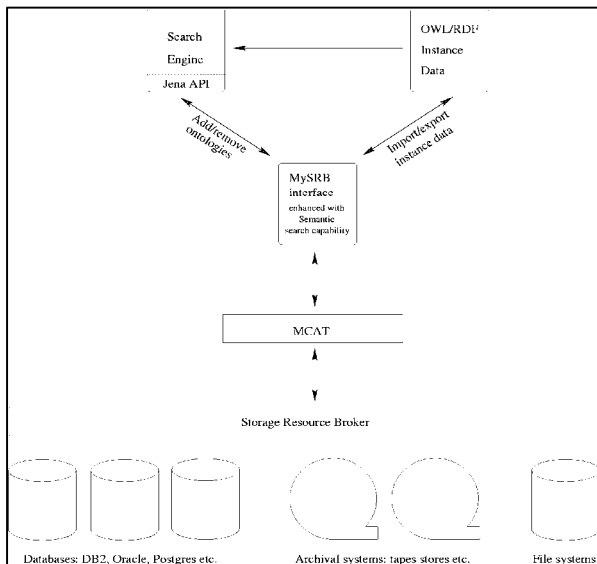 Search
Engine
Jena API
OWL/RDF
Instance
Data
Add/remove
ontologies
Import/export
instance data
MySRB
interface
enhanced with
Semantic
search capability
MCAT
Storage Resource Broker
Databases: DB2, Oracle, Postgres etc.
Archival systems: tapes stores etc.
File systems